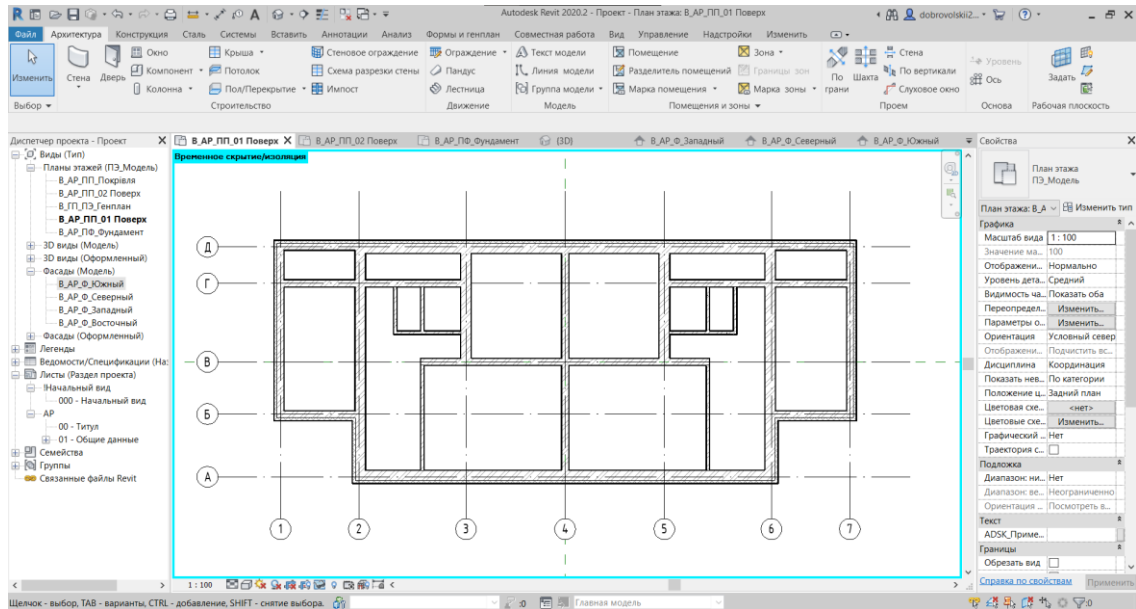 Autodesk Revit 2020.2 - Проект - План этажа: В_АР_ПП_01 Поверх
dobrovolskii2...
Файл Архитектура Конструкция Сталь Системы Вставить Аннотации Анализ Формы и генплан Совместная работа Вид Управление Надстройки Изменить
Окно Крыша Стеновое ограждение Ограждение Текст модели Помещение Зона Стена Уровень
Изменить Стена Дверь Компонент Потолок Схема разрезки стены Пандус Линия модели Разделитель помещений Границы зон По грани Шахта По вертикали Ось Задать
Колонна Пол/Перекрытие Импост Лестница Группа модели Марка помещения Марка зоны Слуховое окно
Выбор Строительство Движение Модель Помещения и зоны Проем Основа Рабочая плоскость
Диспетчер проекта - Проект
Виды (Тип)
Планы этажей (ПЭ_Модель)
В_АР_ПП_Покрівля
В_АР_ПП_02 Поверх
В_ГП_ПЭ_Генплан
В_АР_ПП_01 Поверх
В_АР_ПФ_Фундамент
3D виды (Модель)
3D виды (Оформленный)
Фасады (Модель)
В_АР_Ф_Южный
В_АР_Ф_Северный
В_АР_Ф_Западный
В_АР_Ф_Восточный
Фасады (Оформленный)
Легенды
Ведомости/Спецификации (Наз
Листы (Раздел проекта)
!Начальный вид
000 - Начальный вид
АР
00 - Титул
01 - Общие данные
Семейства
Группы
Связанные файлы Revit
В_АР_ПП_01 Поверх X В_АР_ПП_02 Поверх В_АР_ПФ_Фундамент {3D} В_АР_Ф_Западный В_АР_Ф_Северный В_АР_Ф_Южный
Временное скрытие/изоляция
Д
Г
В
Б
А
1 2 3 4 5 6 7
1 : 100
Свойства
План этажа
ПЭ_Модель
План этажа: В_А Изменить тип
Графика
Масштаб вида 1 : 100
Значение ма... 100
Отображени... Нормально
Уровень дета... Средний
Видимость ча... Показать оба
Переопредел... Изменить...
Параметры о... Изменить...
Ориентация Условный север
Отображени... Подчистить вс...
Дисциплина Координация
Показать нев... По категории
Положение ц... Задний план
Цветовая схе... <нет>
Цветовые схе... Изменить...
Графический ... Нет
Траектория с...
Подложка
Диапазон: ни... Нет
Диапазон: ве... Неограниченно
Ориентация ... Посмотреть в...
Текст
ADSK_Приме...
Границы
Обрезать вид
Справка по свойствам Применить
Щелчок - выбор, TAB - варианты, CTRL - добавление, SHIFT - снятие выбора. :0 Главная модель :0